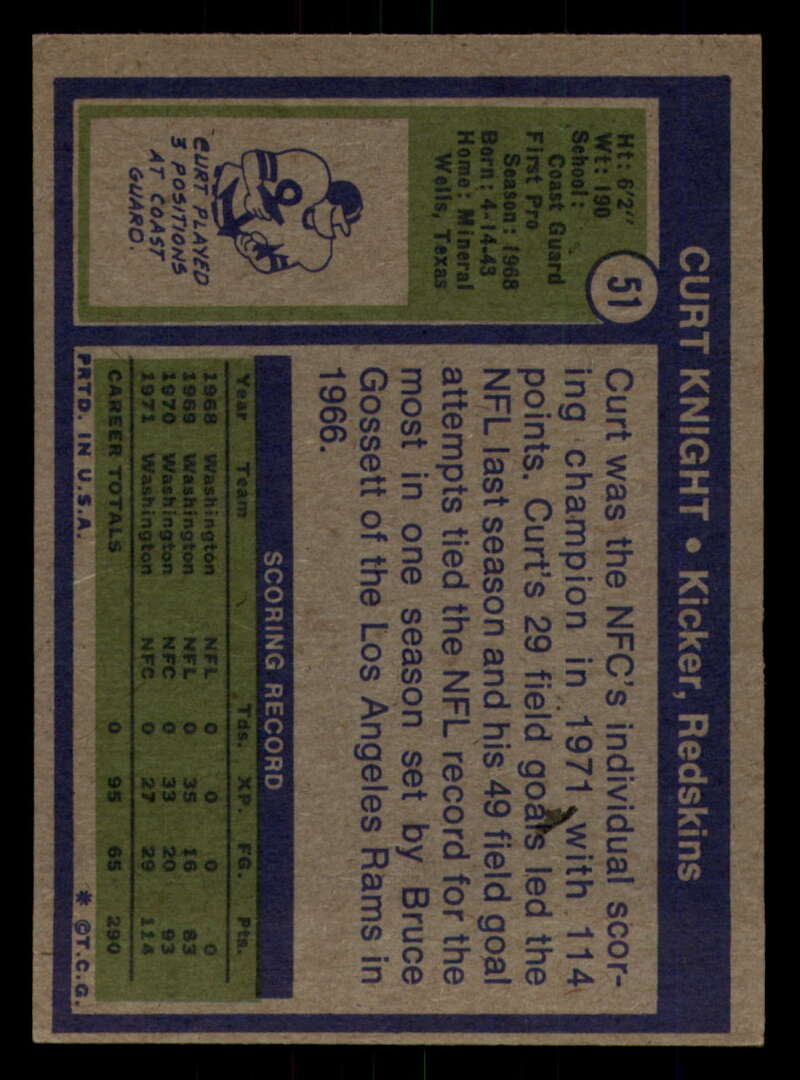 CURT KNIGHT • Kicker, Redskins
51
Ht: 6'2"
Wt: 190
School:
Coast Guard
First Pro
Season: 1968
Born: 4-14-43
Home: Mineral
Wells, Texas
CURT PLAYED
3 POSITIONS
AT COAST
GUARD.
Curt was the NFC's individual scor-
ing champion in 1971 with 114
points. Curt's 29 field goals led the
NFL last season and his 49 field goal
attempts tied the NFL record for the
most in one season set by Bruce
Gossett of the Los Angeles Rams in
1966.
SCORING RECORD
Year Team Tds. XP. FG. Pts.
1968 Washington NFL 0 0 0 0
1969 Washington NFL 0 35 16 83
1970 Washington NFC 0 33 20 93
1971 Washington NFC 0 27 29 114
CAREER TOTALS 0 95 65 290
PRTD. IN U.S.A. * ©T.C.G.